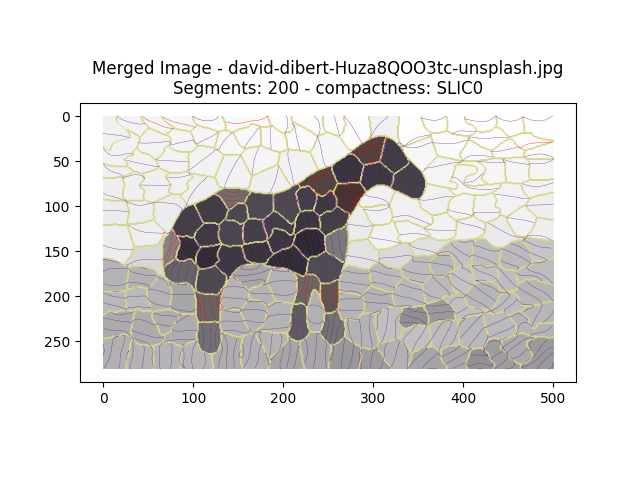 Merged Image - david-dibert-Huza8QOO3tc-unsplash.jpg
Segments: 200 - compactness: SLIC0
0
50
100
150
200
250
0 100 200 300 400 500